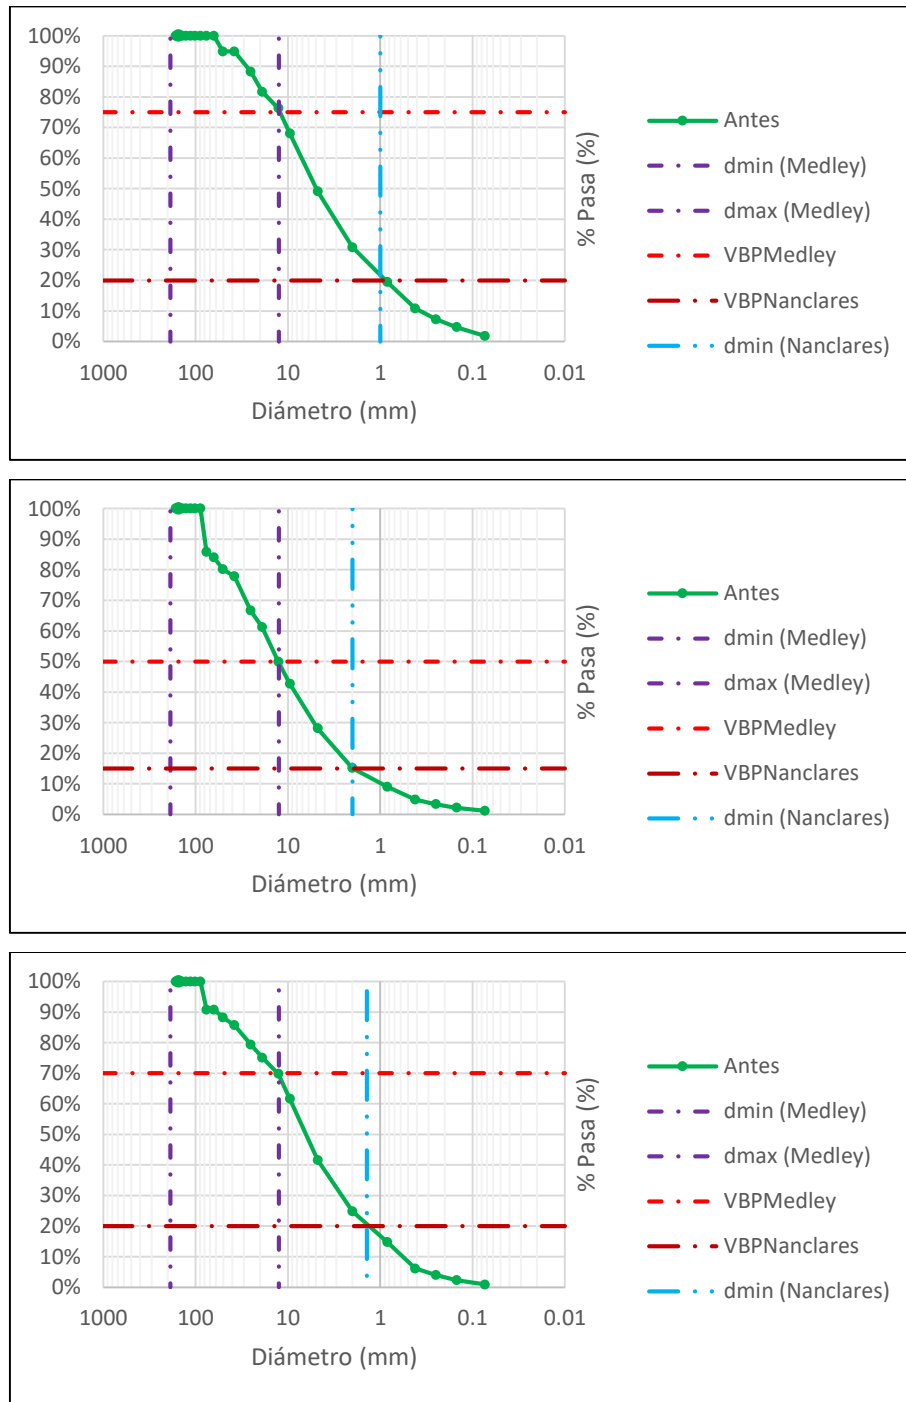 100%
90%
80%
70%
60%
50%
40%
30%
20%
10%
0%
1000 100 10 1 0.1 0.01
Diámetro (mm)
% Pasa (%)
Antes
dmin (Medley)
dmax (Medley)
VBPMedley
VBPNanclares
dmin (Nanclares)
100%
90%
80%
70%
60%
50%
40%
30%
20%
10%
0%
1000 100 10 1 0.1 0.01
Diámetro (mm)
% Pasa (%)
Antes
dmin (Medley)
dmax (Medley)
VBPMedley
VBPNanclares
dmin (Nanclares)
100%
90%
80%
70%
60%
50%
40%
30%
20%
10%
0%
1000 100 10 1 0.1 0.01
Diámetro (mm)
% Pasa (%)
Antes
dmin (Medley)
dmax (Medley)
VBPMedley
VBPNanclares
dmin (Nanclares)